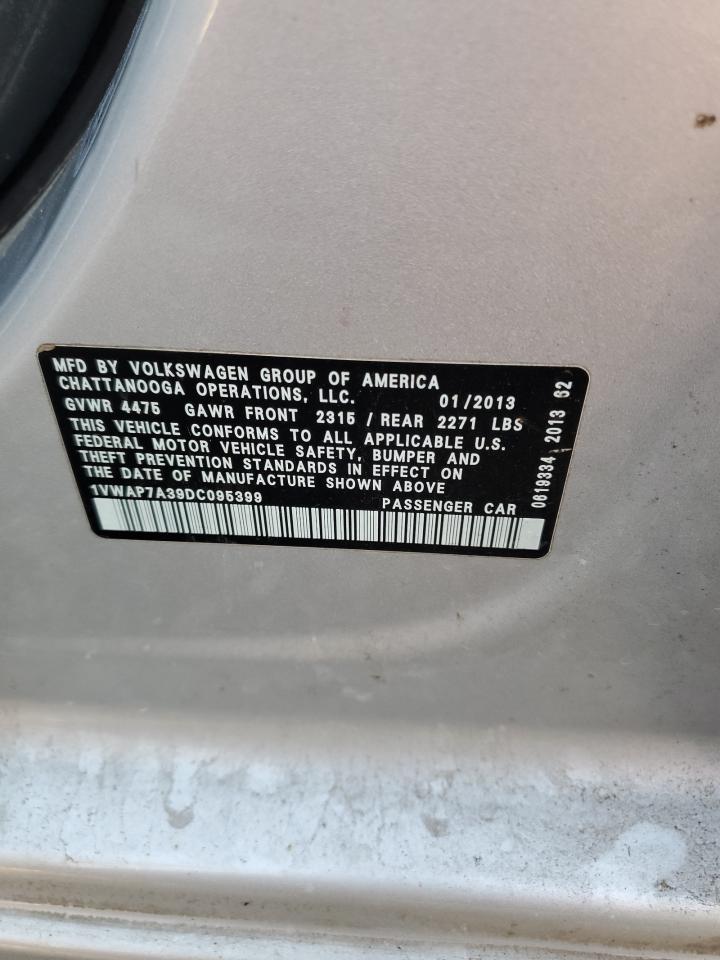 MFD BY VOLKSWAGEN GROUP OF AMERICA
CHATTANOOGA OPERATIONS, LLC. 01/2013
GVWR 4475 GAWR FRONT 2315 / REAR 2271 LBS
THIS VEHICLE CONFORMS TO ALL APPLICABLE U.S.
FEDERAL MOTOR VEHICLE SAFETY, BUMPER AND
THEFT PREVENTION STANDARDS IN EFFECT ON
THE DATE OF MANUFACTURE SHOWN ABOVE
1VWAP7A39DC095399 PASSENGER CAR
0619334 2013 62